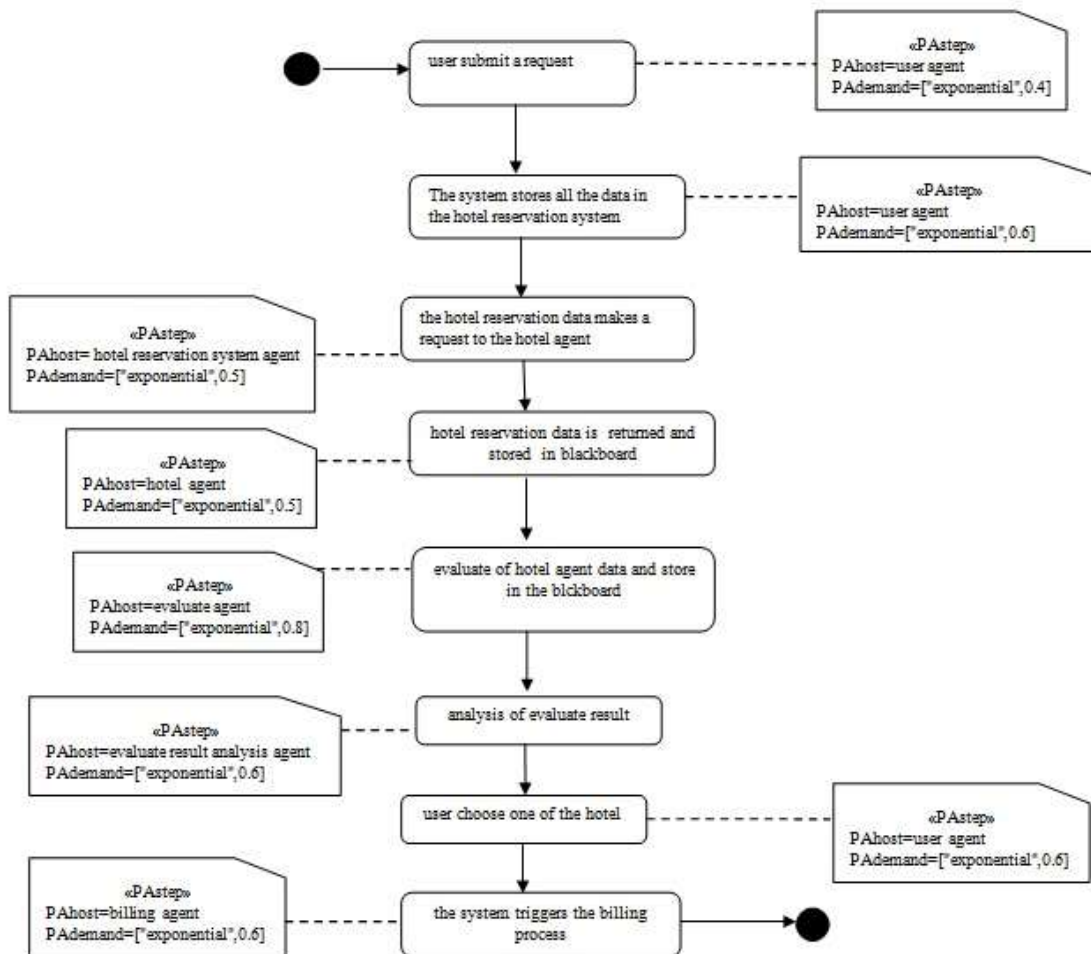 user submit a request
«PAstep»
PAhost=user agent
PAdemand=["exponential",0.4]
The system stores all the data in
the hotel reservation system
«PAstep»
PAhost=user agent
PAdemand=["exponential",0.6]
the hotel reservation data makes a
request to the hotel agent
«PAstep»
PAhost= hotel reservation system agent
PAdemand=["exponential",0.5]
hotel reservation data is returned and
stored in blackboard
«PAstep»
PAhost=hotel agent
PAdemand=["exponential",0.5]
evaluate of hotel agent data and store
in the blckboard
«PAstep»
PAhost=evaluate agent
PAdemand=["exponential",0.8]
analysis of evaluate result
«PAstep»
PAhost=evaluate result analysis agent
PAdemand=["exponential",0.6]
user choose one of the hotel
«PAstep»
PAhost=user agent
PAdemand=["exponential",0.6]
the system triggers the billing
process
«PAstep»
PAhost=billing agent
PAdemand=["exponential",0.6]